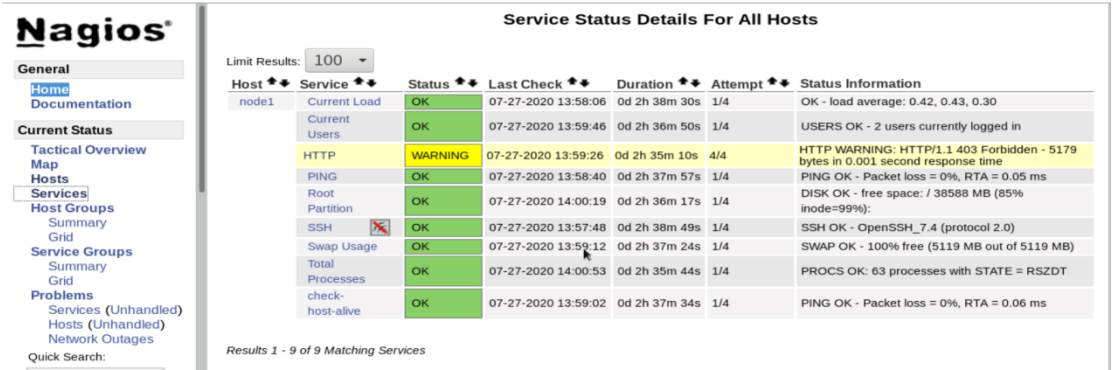 Nagios®
General
Home
Documentation
Current Status
Tactical Overview
Map
Hosts
Services
Host Groups
Summary
Grid
Service Groups
Summary
Grid
Problems
Services (Unhandled)
Hosts (Unhandled)
Network Outages
Quick Search:
Service Status Details For All Hosts
Limit Results: 100
Host Service Status Last Check Duration Attempt Status Information
node1 Current Load OK 07-27-2020 13:58:06 0d 2h 38m 30s 1/4 OK - load average: 0.42, 0.43, 0.30
Current
Users OK 07-27-2020 13:59:46 0d 2h 36m 50s 1/4 USERS OK - 2 users currently logged in
HTTP WARNING 07-27-2020 13:59:26 0d 2h 35m 10s 4/4 HTTP WARNING: HTTP/1.1 403 Forbidden - 5179
bytes in 0.001 second response time
PING OK 07-27-2020 13:58:40 0d 2h 37m 57s 1/4 PING OK - Packet loss = 0%, RTA = 0.05 ms
Root
Partition OK 07-27-2020 14:00:19 0d 2h 36m 17s 1/4 DISK OK - free space: / 38588 MB (85%
inode=99%):
SSH OK 07-27-2020 13:57:48 0d 2h 38m 49s 1/4 SSH OK - OpenSSH_7.4 (protocol 2.0)
Swap Usage OK 07-27-2020 13:59:12 0d 2h 37m 24s 1/4 SWAP OK - 100% free (5119 MB out of 5119 MB)
Total
Processes OK 07-27-2020 14:00:53 0d 2h 35m 44s 1/4 PROCS OK: 63 processes with STATE = RSZDT
check-
host-alive OK 07-27-2020 13:59:02 0d 2h 37m 34s 1/4 PING OK - Packet loss = 0%, RTA = 0.06 ms
Results 1 - 9 of 9 Matching Services